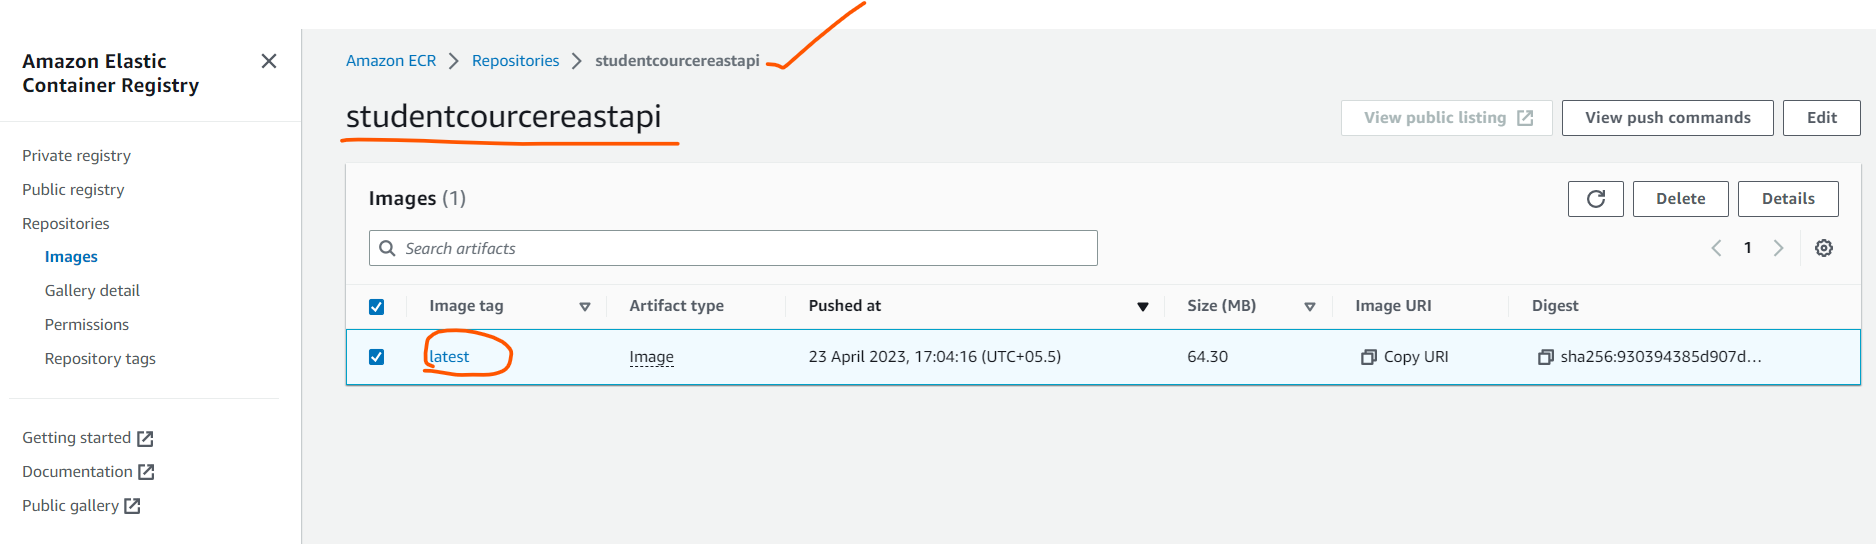 Amazon Elastic
Container Registry
Private registry
Public registry
Repositories
Images
Gallery detail
Permissions
Repository tags
Getting started
Documentation
Public gallery
Amazon ECR > Repositories > studentcourcereastapi
studentcourcereastapi
View public listing
View push commands
Edit
Images (1)
Delete
Details
Search artifacts
1
Image tag Artifact type Pushed at Size (MB) Image URI Digest
latest Image 23 April 2023, 17:04:16 (UTC+05.5) 64.30 Copy URI sha256:930394385d907d...